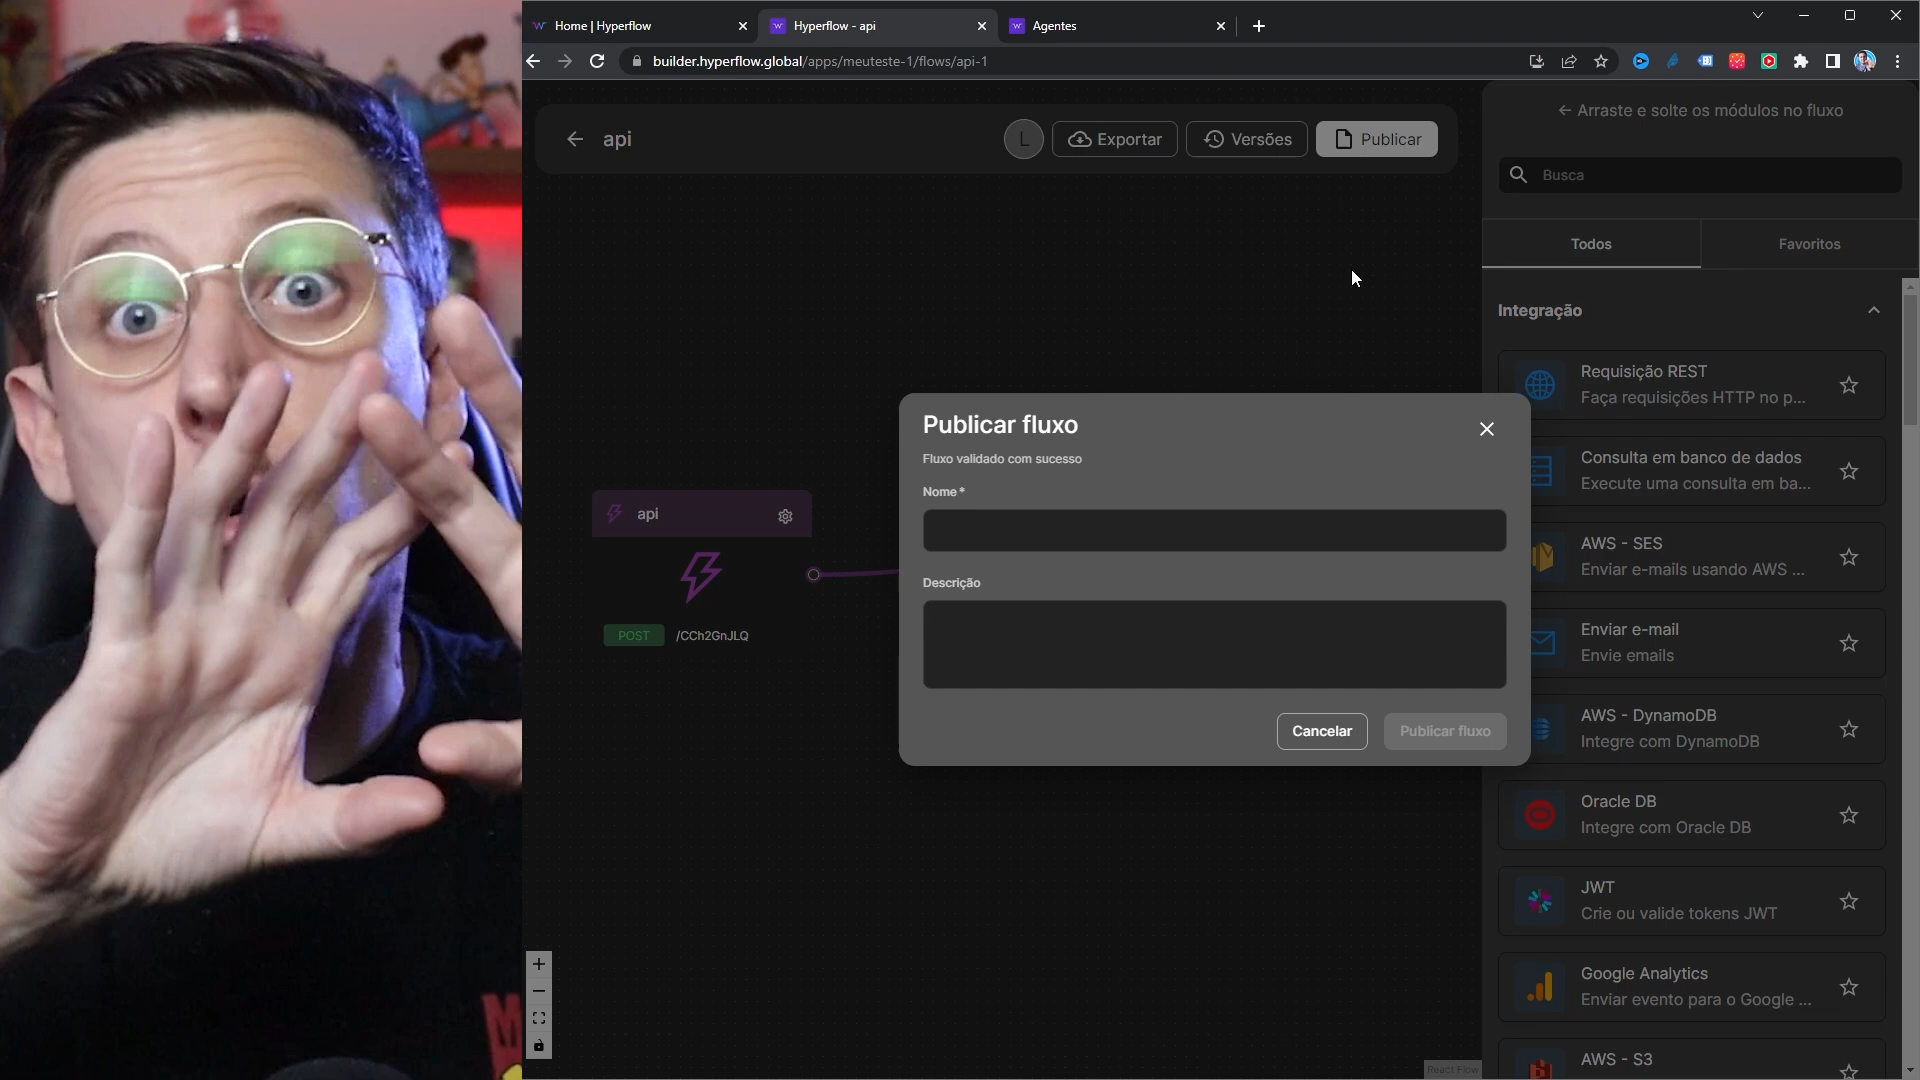 Home | Hyperflow
Hyperflow - api
Agentes
builder.hyperflow.global/apps/meuteste-1/flows/api-1
api
L
Exportar
Versões
Publicar
← Arraste e solte os módulos no fluxo
Busca
Todos
Favoritos
Integração
Requisição REST
Faça requisições HTTP no p...
Consulta em banco de dados
Execute uma consulta em ba...
AWS - SES
Enviar e-mails usando AWS ...
Enviar e-mail
Envie emails
AWS - DynamoDB
Integre com DynamoDB
Oracle DB
Integre com Oracle DB
JWT
Crie ou valide tokens JWT
Google Analytics
Enviar evento para o Google ...
AWS - S3
Publicar fluxo
Fluxo validado com sucesso
Nome *
Descrição
Cancelar
Publicar fluxo
api
POST
/CCh2GnJLQ
React Flow